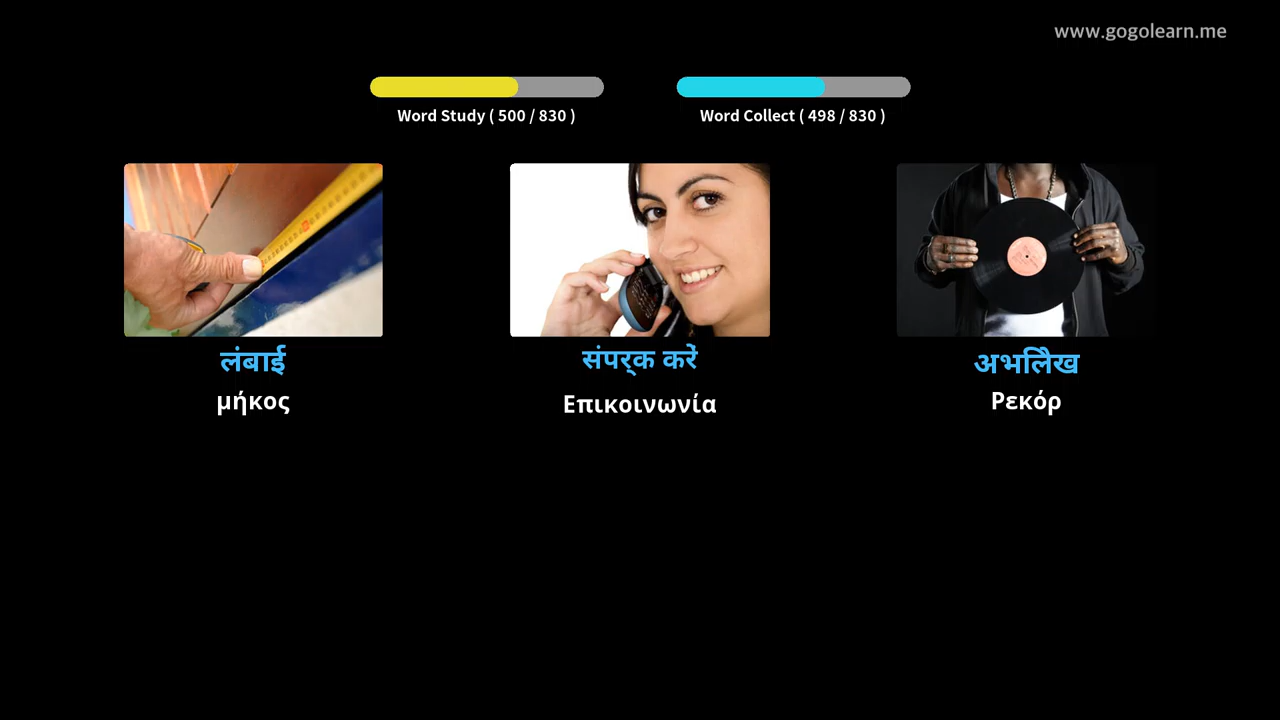 www.gogolearn.me
Word Study ( 500 / 830 )
Word Collect ( 498 / 830 )
लंबाई
संपर्क करें
अभिलेख
μήκος
Επικοινωνία
Ρεκόρ